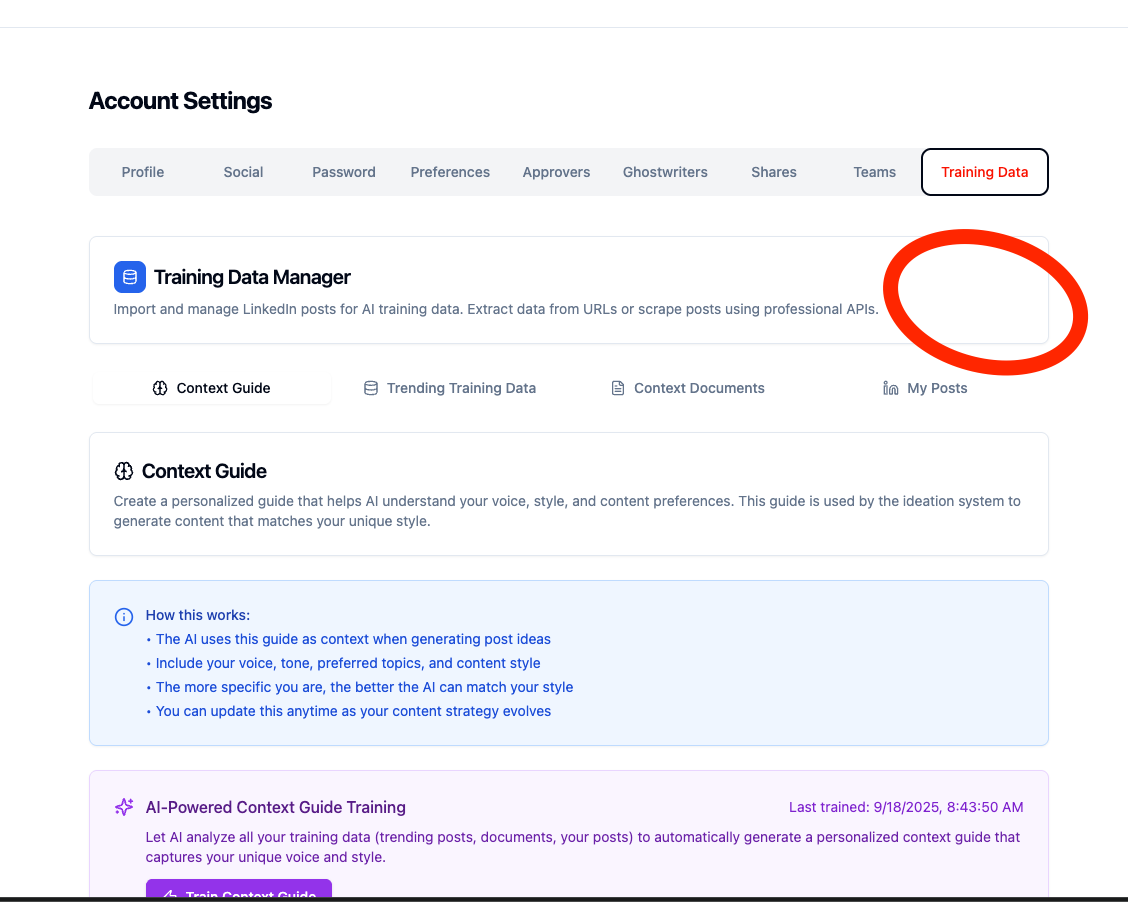 Account Settings
Profile Social Password Preferences Approvers Ghostwriters Shares Teams Training Data
Training Data Manager
Import and manage LinkedIn posts for AI training data. Extract data from URLs or scrape posts using professional APIs.
Context Guide Trending Training Data Context Documents My Posts
Context Guide
Create a personalized guide that helps AI understand your voice, style, and content preferences. This guide is used by the ideation system to
generate content that matches your unique style.
How this works:
• The AI uses this guide as context when generating post ideas
• Include your voice, tone, preferred topics, and content style
• The more specific you are, the better the AI can match your style
• You can update this anytime as your content strategy evolves
AI-Powered Context Guide Training Last trained: 9/18/2025, 8:43:50 AM
Let AI analyze all your training data (trending posts, documents, your posts) to automatically generate a personalized context guide that
captures your unique voice and style.
Train Context Guide